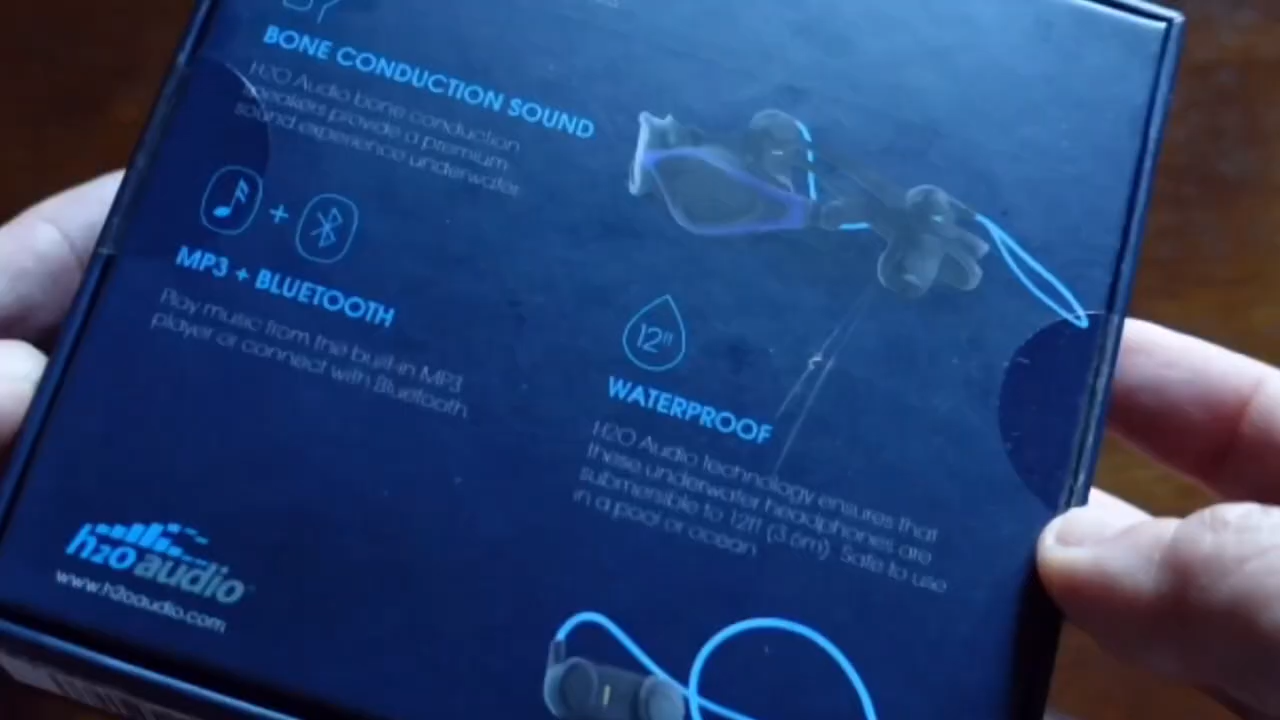 BONE CONDUCTION SOUND
H2O Audio bone conduction
speakers provide a premium
sound experience underwater
MP3 + BLUETOOTH
Play music from the built-in MP3
player or connect with Bluetooth
12ft
WATERPROOF
H2O Audio technology ensures that
these underwater headphones are
submersible to 12ft (3.6m). Safe to use
in a pool or ocean
h2o audio
www.h2oaudio.com